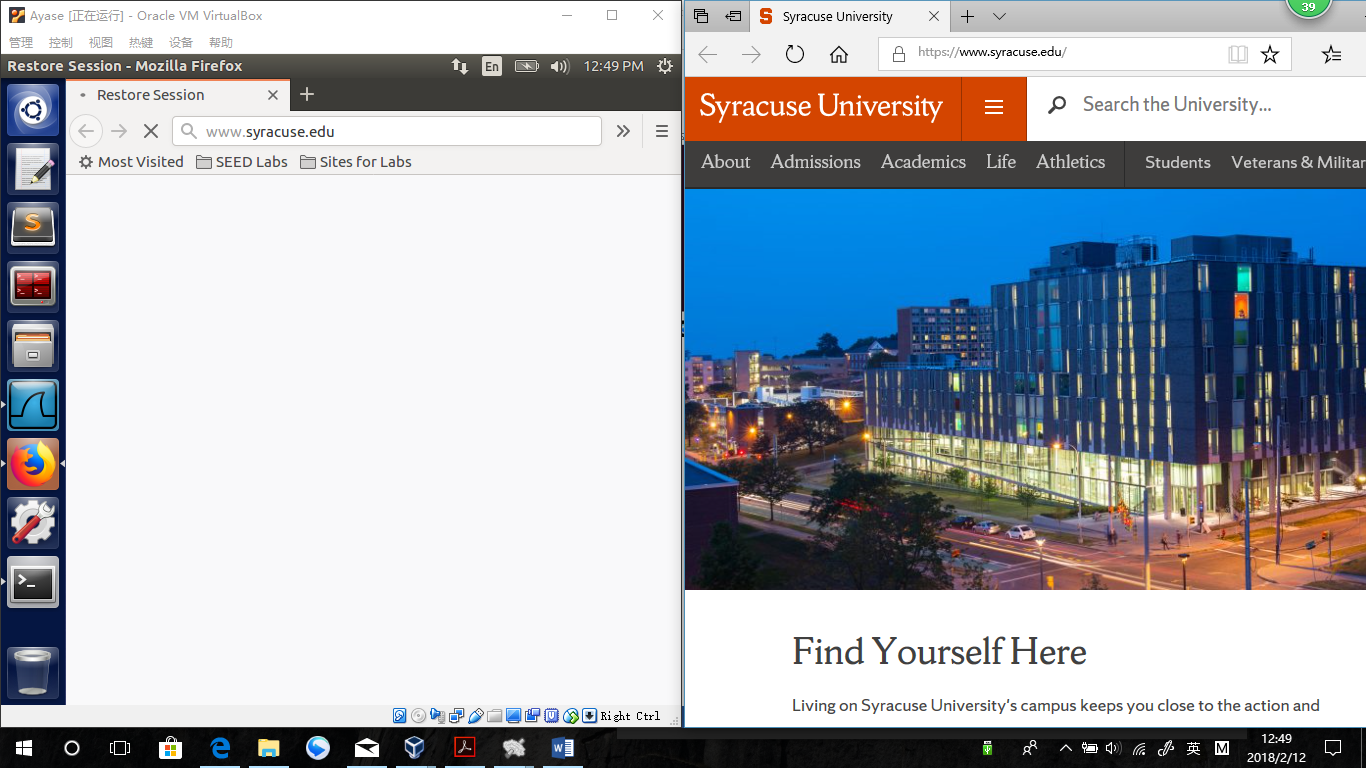 Ayase [正在运行] - Oracle VM VirtualBox
管理 控制 视图 热键 设备 帮助
Restore Session - Mozilla Firefox
En
12:49 PM
Restore Session
www.syracuse.edu
Most Visited
SEED Labs
Sites for Labs
Right Ctrl
39
Syracuse University
https://www.syracuse.edu/
Syracuse University
Search the University...
About Admissions Academics Life Athletics Students Veterans & Militar
Find Yourself Here
Living on Syracuse University's campus keeps you close to the action and
英
M
12:49
2018/2/12